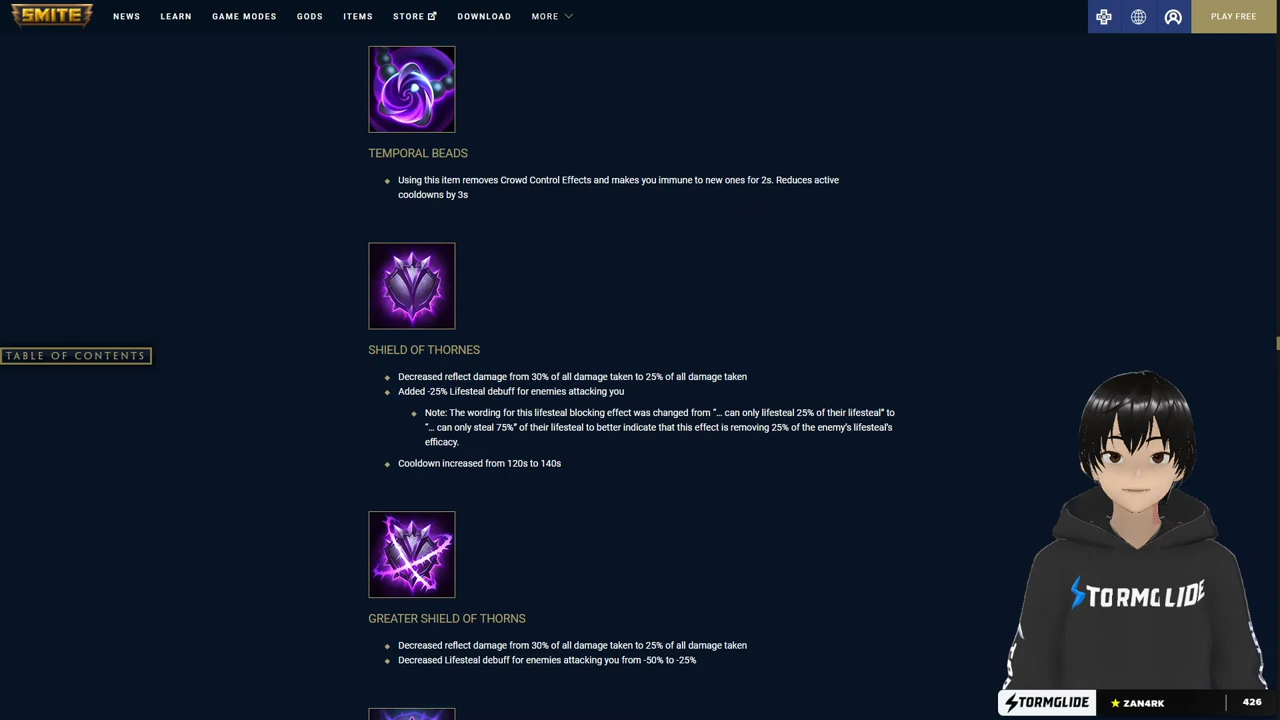 SMITE
NEWS LEARN GAME MODES GODS ITEMS STORE DOWNLOAD MORE PLAY FREE
TEMPORAL BEADS
Using this item removes Crowd Control Effects and makes you immune to new ones for 2s. Reduces active
cooldowns by 3s
SHIELD OF THORNES
TABLE OF CONTENTS
Decreased reflect damage from 30% of all damage taken to 25% of all damage taken
Added -25% Lifesteal debuff for enemies attacking you
Note: The wording for this lifesteal blocking effect was changed from “… can only lifesteal 25% of their lifesteal” to
“… can only steal 75%” of their lifesteal to better indicate that this effect is removing 25% of the enemy’s lifesteal’s
efficacy.
Cooldown increased from 120s to 140s
GREATER SHIELD OF THORNS
Decreased reflect damage from 30% of all damage taken to 25% of all damage taken
Decreased Lifesteal debuff for enemies attacking you from -50% to -25%
STORMGLIDE
STORMGLIDE ZAN4RK 426